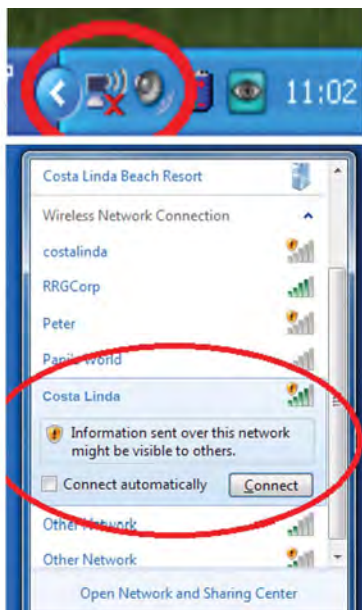 11:02
Costa Linda Beach Resort
Wireless Network Connection
costalinda
RRGCorp
Peter
World
Costa Linda
Information sent over this network
might be visible to others.
Connect automatically
Connect
Other Network
Other Network
Open Network and Sharing Center